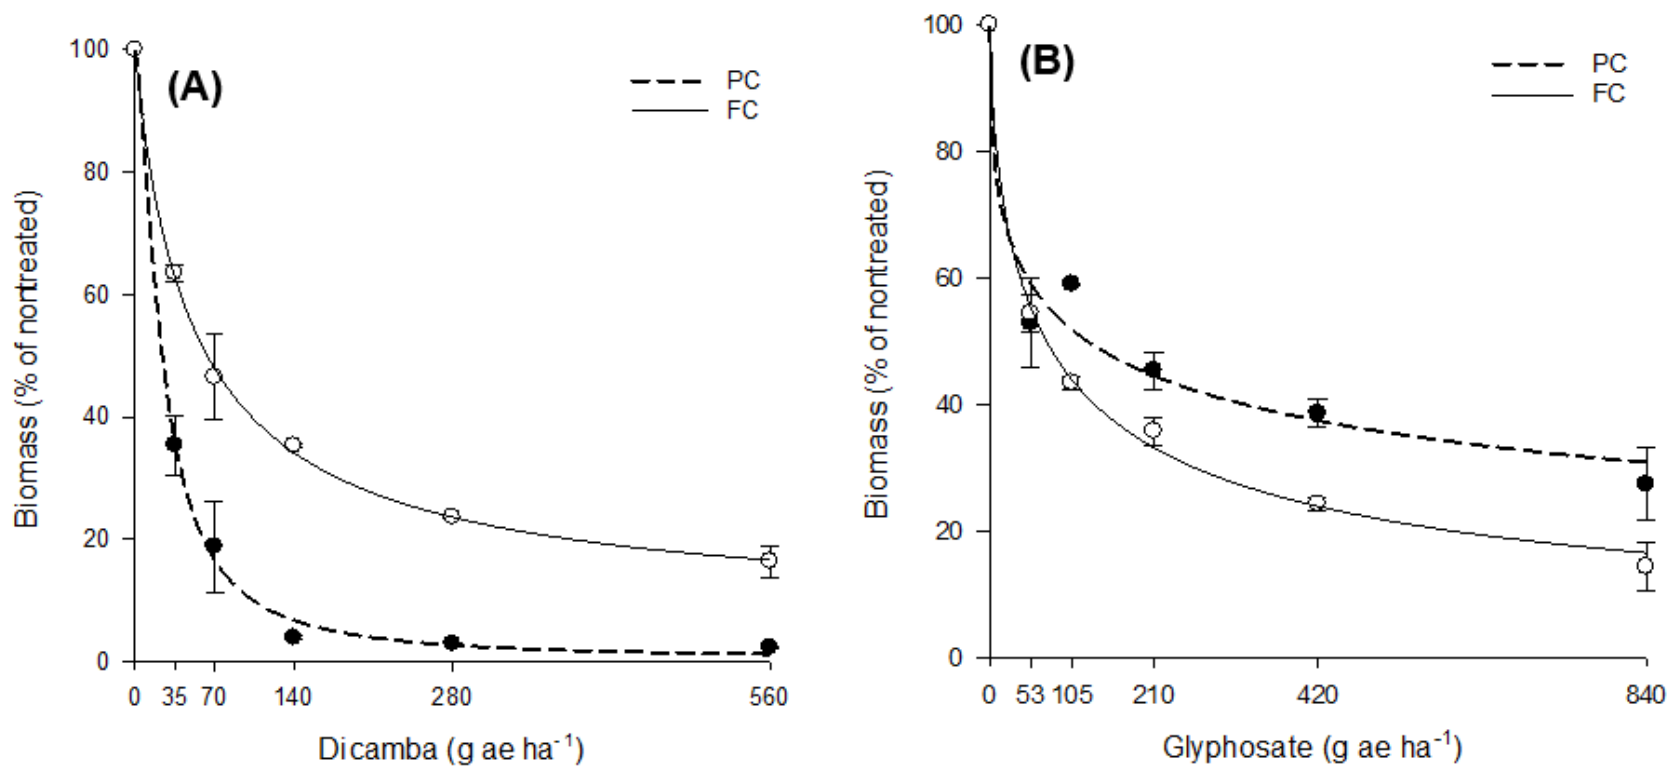 (A)
PC
FC
100
80
60
40
20
0
Biomass (% of nontreated)
0 35 70 140 280 560
Dicamba (g ae ha⁻¹)
(B)
PC
FC
100
80
60
40
20
0
Biomass (% of nontreated)
0 53 105 210 420 840
Glyphosate (g ae ha⁻¹)